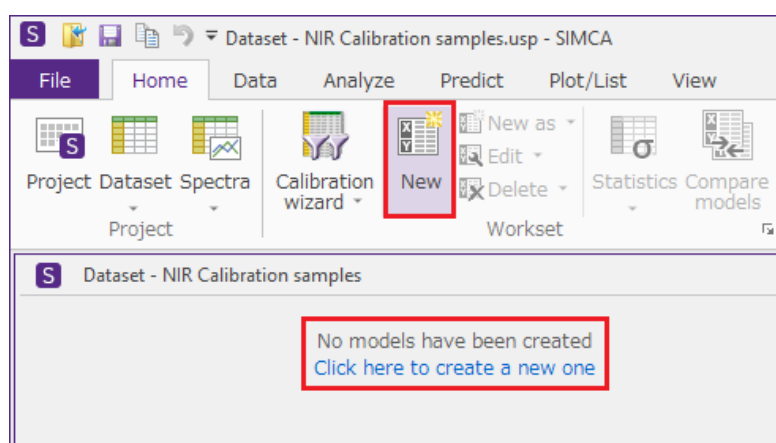 S Dataset - NIR Calibration samples.usp - SIMCA
File Home Data Analyze Predict Plot/List View
Project Dataset Spectra Calibration wizard New
New as
Edit
Delete
Statistics Compare models
Project Workset
S Dataset - NIR Calibration samples
No models have been created
Click here to create a new one